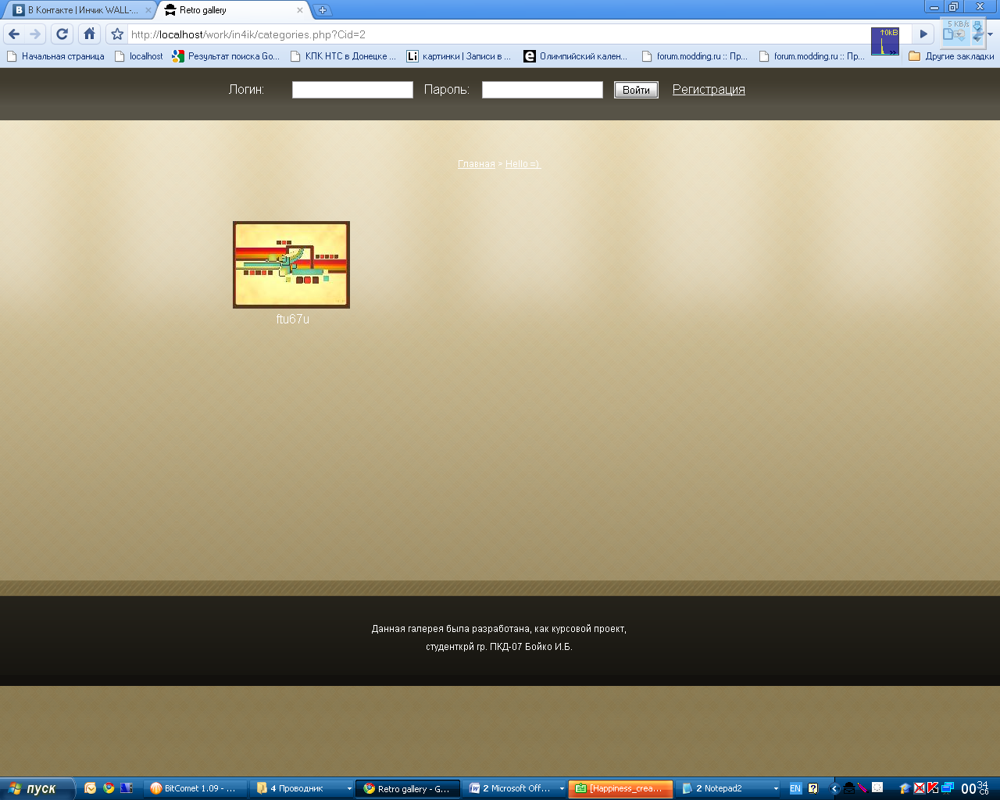 В Контакте | Инчик WALL-...
Retro gallery
http://localhost/work/in4ik/categories.php?Cid=2
5 KB/s
↑0kB
Начальная страница
localhost
Результат поиска Go...
КПК НТС в Донецке ...
картинки | Записи в ...
Олимпийский кален...
forum.modding.ru :: Пр...
forum.modding.ru :: Пр...
Другие закладки
Логин:
Пароль:
Войти
Регистрация
Главная > Hello =).
ftu67u
Данная галерея была разработана, как курсовой проект,
студенткрй гр. ПКД-07 Бойко И.Б.
пуск
BitComet 1.09 - ...
4 Проводник
Retro gallery - G...
2 Microsoft Off...
[Happiness_crea...
2 Notepad2
EN
00 34
Сб